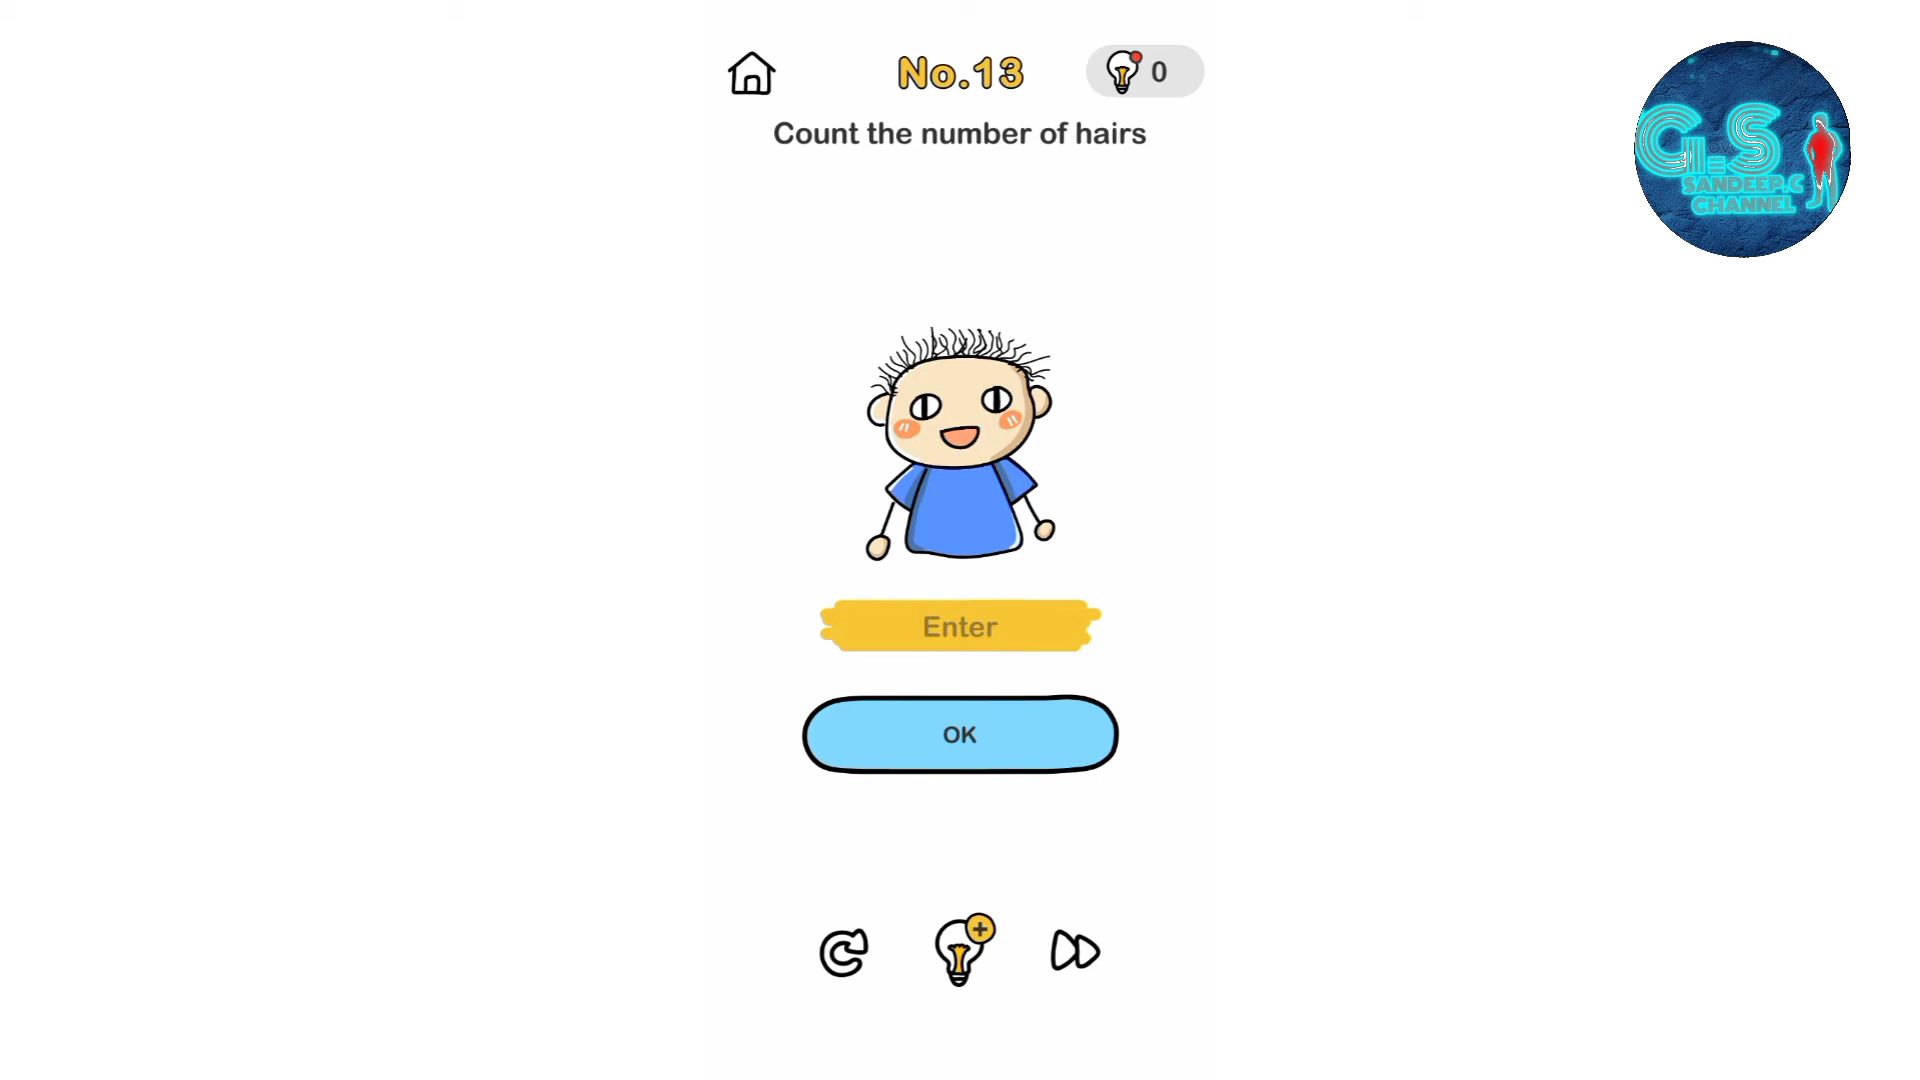 No.13
0
Count the number of hairs
G.S
SANDEEP.C
CHANNEL
Enter
OK